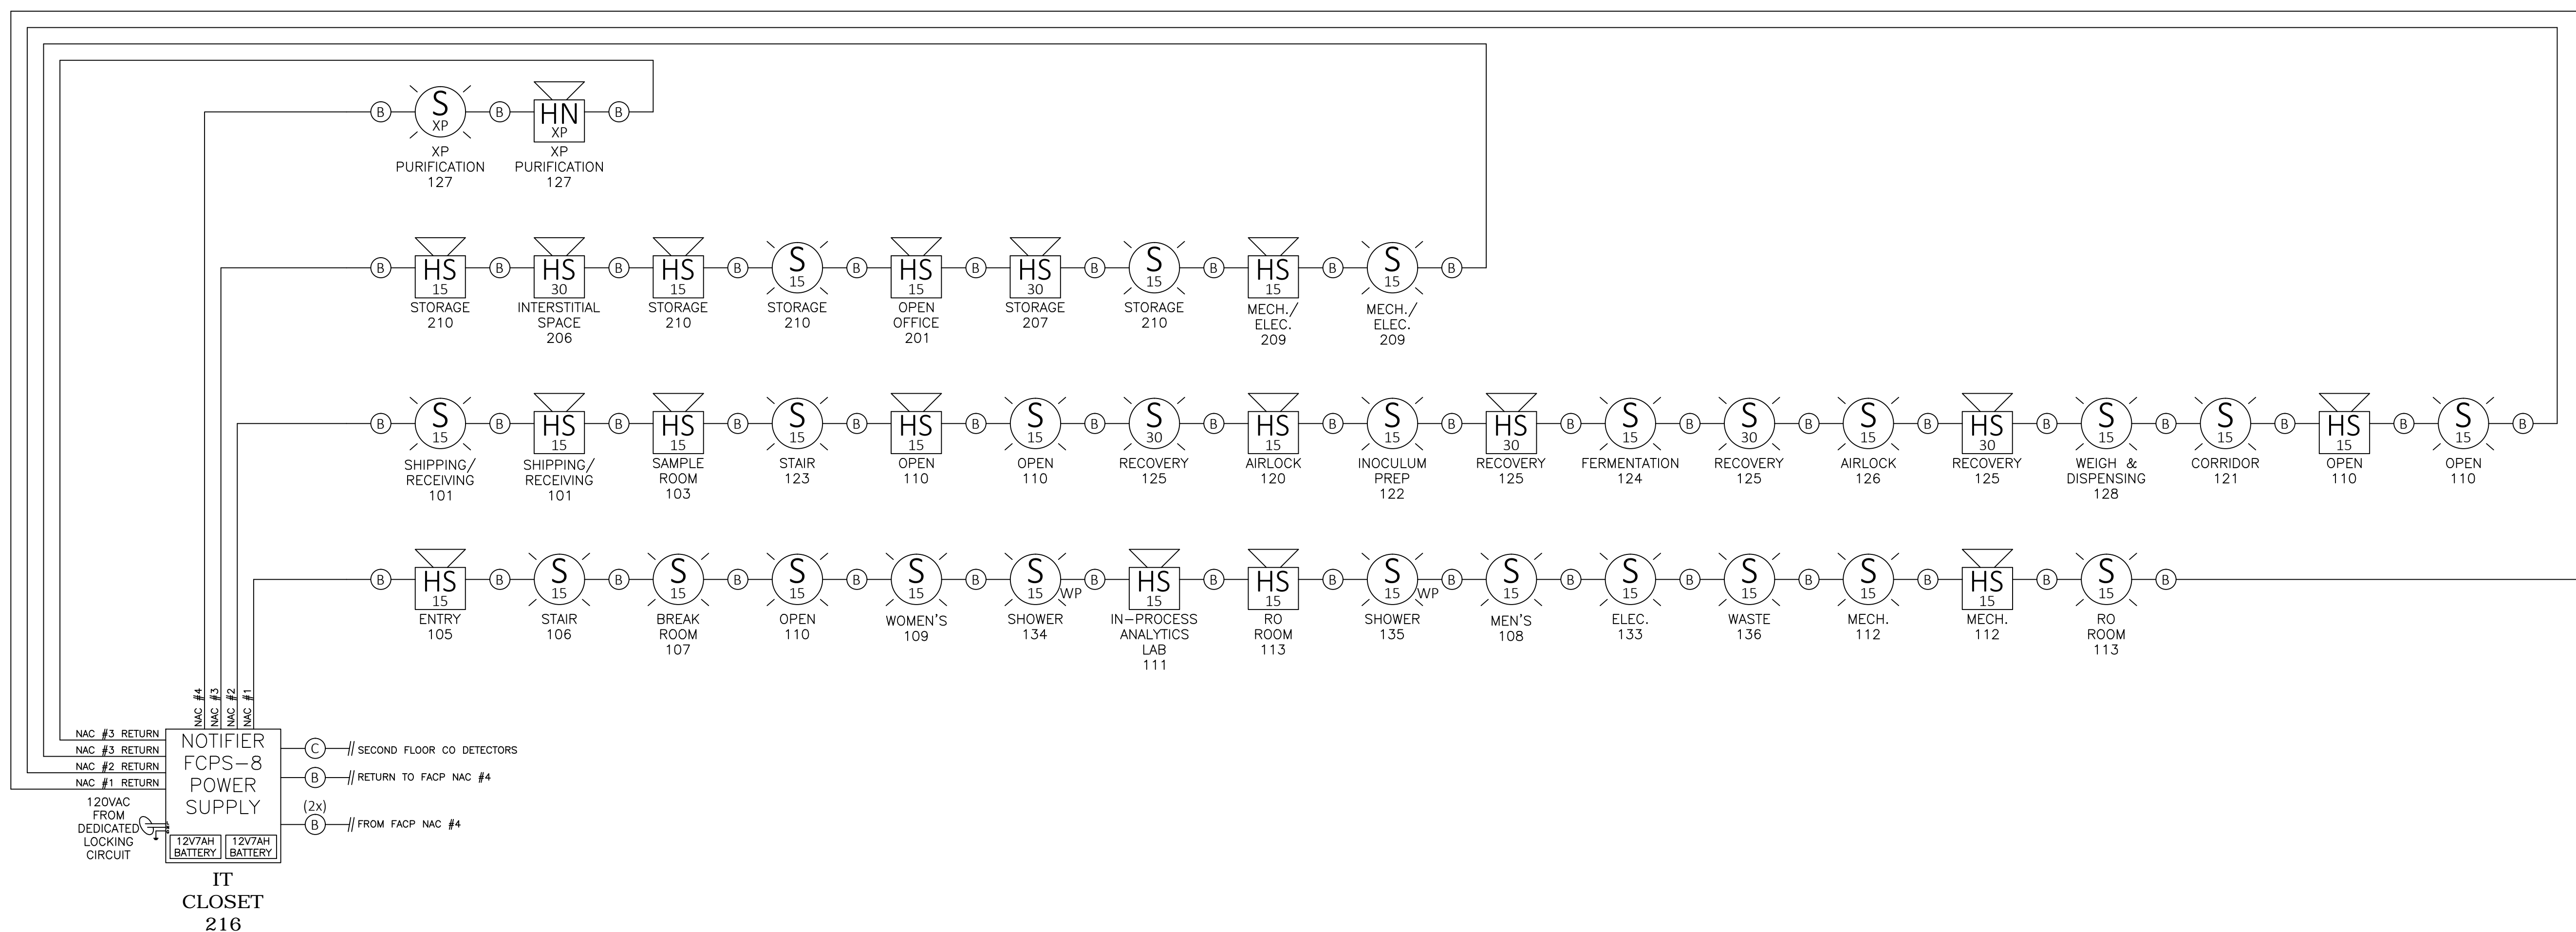 B S XP B HN XP B
XP XP
PURIFICATION PURIFICATION
127 127
B HS 15 B HS 30 B HS 15 B S 15 B HS 15 B HS 30 B S 15 B HS 15 B S 15 B
STORAGE INTERSTITIAL STORAGE STORAGE OPEN STORAGE STORAGE MECH./ MECH./
210 SPACE 210 210 OFFICE 207 210 ELEC. ELEC.
206 201 209 209
B S 15 B HS 15 B HS 15 B S 15 B HS 15 B S 15 B S 30 B HS 15 B S 15 B HS 30 B S 15 B S 30 B S 15 B HS 30 B S 15 B S 15 B HS 15 B S 15 B
SHIPPING/ SHIPPING/ SAMPLE STAIR OPEN OPEN RECOVERY AIRLOCK INOCULUM RECOVERY FERMENTATION RECOVERY AIRLOCK RECOVERY WEIGH & CORRIDOR OPEN OPEN
RECEIVING RECEIVING ROOM 123 110 110 125 120 PREP 125 124 125 126 125 DISPENSING 121 110 110
101 101 103 122 128
B HS 15 B S 15 B S 15 B S 15 B S 15 B S 15 WP B HS 15 B HS 15 B S 15 WP B S 15 B S 15 B S 15 B S 15 B HS 15 B S 15 B
ENTRY STAIR BREAK OPEN WOMEN'S SHOWER IN-PROCESS RO SHOWER MEN'S ELEC. WASTE MECH. MECH. RO
105 106 ROOM 110 109 134 ANALYTICS ROOM 135 108 133 136 112 112 ROOM
107 LAB 113 113
111
NAC #4
NAC #3
NAC #2
NAC #1
NAC #3 RETURN
NAC #3 RETURN
NAC #2 RETURN
NAC #1 RETURN
NOTIFIER
FCPS-8
POWER
SUPPLY
C SECOND FLOOR CO DETECTORS
B RETURN TO FACP NAC #4
(2x)
B FROM FACP NAC #4
120VAC
FROM
DEDICATED
LOCKING
CIRCUIT
12V7AH 12V7AH
BATTERY BATTERY
IT
CLOSET
216